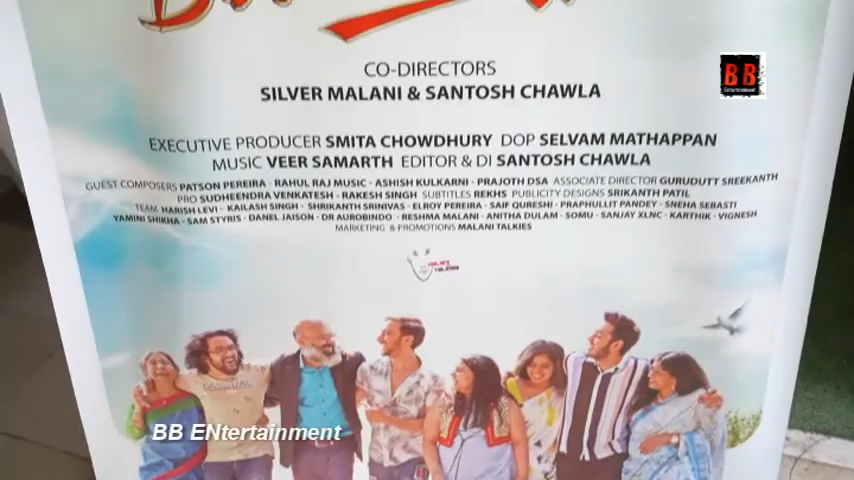 CO-DIRECTORS
SILVER MALANI & SANTOSH CHAWLA
BB
Entertainment
EXECUTIVE PRODUCER SMITA CHOWDHURY DOP SELVAM MATHAPPAN
MUSIC VEER SAMARTH EDITOR & DI SANTOSH CHAWLA
GUEST COMPOSERS PATSON PEREIRA - RAHUL RAJ MUSIC - ASHISH KULKARNI - PRAJOTH DSA ASSOCIATE DIRECTOR GURUDUTT SREEKANTH
PRO SUDHEENDRA VENKATESH - RAKESH SINGH SUBTITLES REKHS PUBLICITY DESIGNS SRIKANTH PATIL
TEAM HARISH LEVI - KAILASH SINGH - SHRIKANTH SRINIVAS - ELROY PEREIRA - SAIF QURESHI - PRAPHULLIT PANDEY - SNEHA SEBASTI
YAMINI SHIKHA - SAM STYRIS - DANEL JAISON - DR AUROBINDO - RESHMA MALANI - ANITHA DULAM - SOMU - SANJAY XLNC - KARTHIK - VIGNESH
MARKETING & PROMOTIONS MALANI TALKIES
MALANI
TALKIES
BB ENtertainment